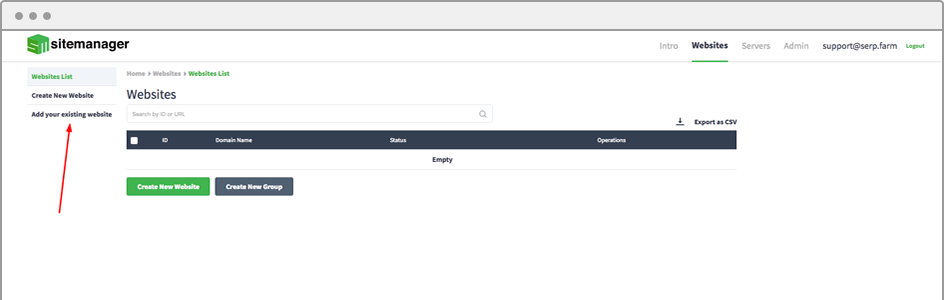 sitemanager
Intro Websites Servers Admin support@serp.farm Logout
Websites List
Create New Website
Add your existing website
Home Websites Websites List
Websites
Search by ID or URL
Export as CSV
ID Domain Name Status Operations
Empty
Create New Website Create New Group